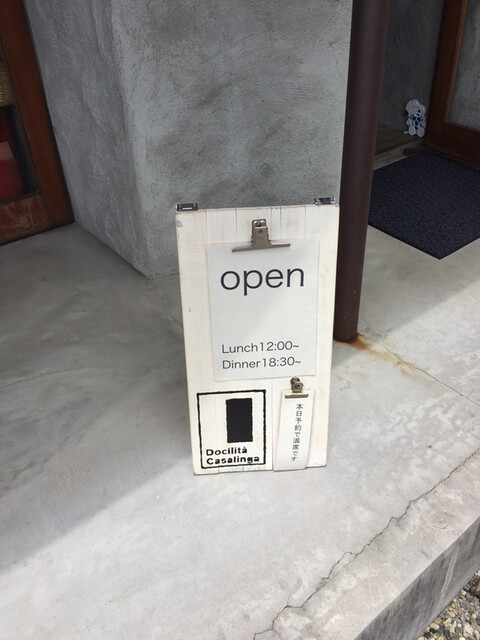 open
Lunch12:00~
Dinner18:30~
本日予約で満席です
Docilità
Casalinga